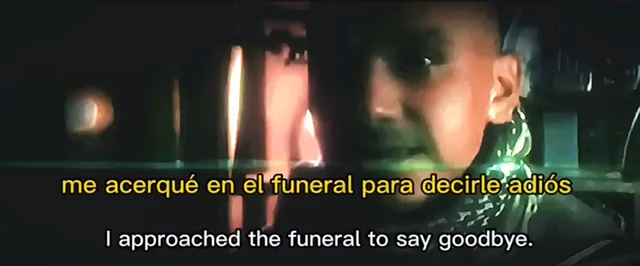 me acerqué en el funeral para decirle adiós
I approached the funeral to say goodbye.